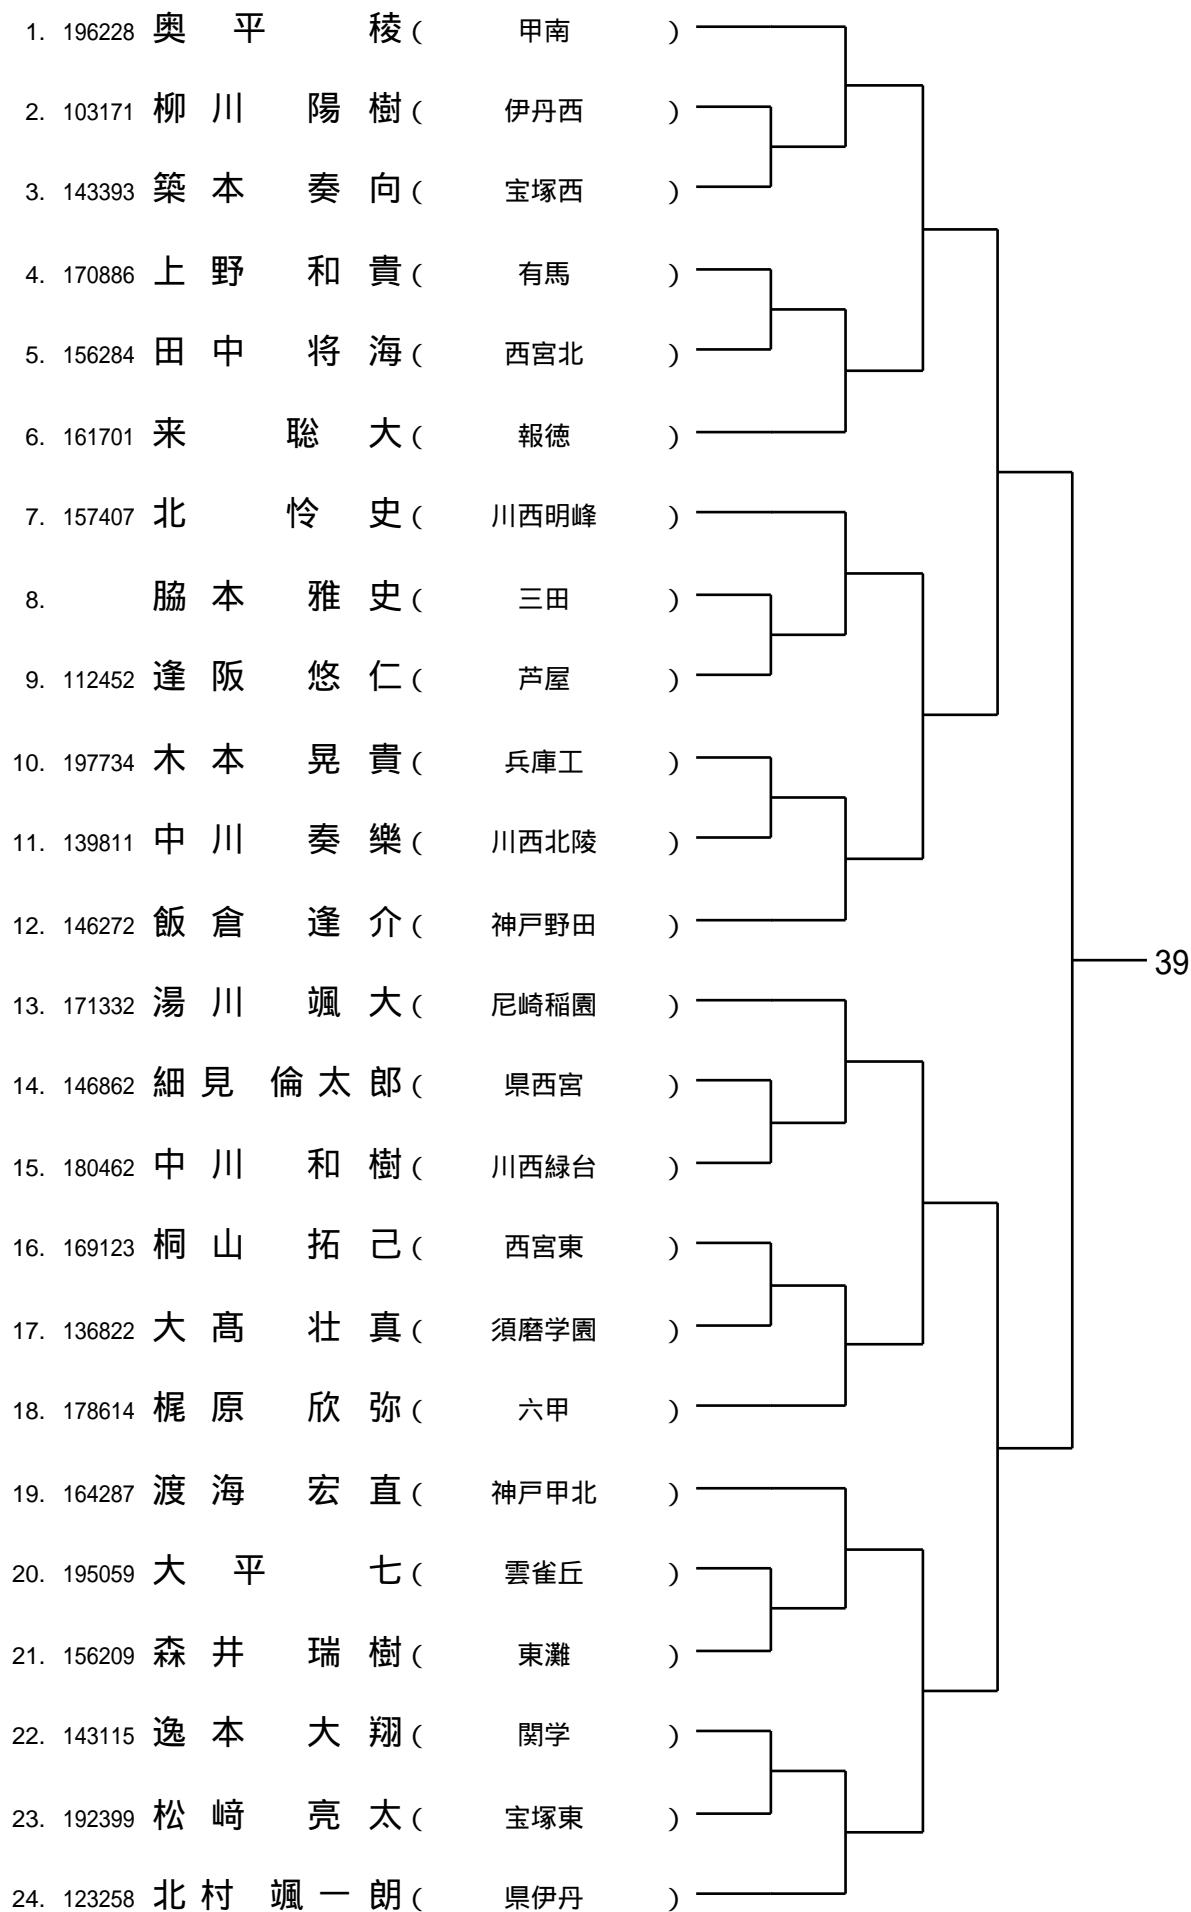 1. 196228 奥平 稜 ( 甲南 )
2. 103171 柳川 陽樹 ( 伊丹西 )
3. 143393 築本 奏向 ( 宝塚西 )
4. 170886 上野 和貴 ( 有馬 )
5. 156284 田中 将海 ( 西宮北 )
6. 161701 来 聡大 ( 報徳 )
7. 157407 北 怜史 ( 川西明峰 )
8. 脇本 雅史 ( 三田 )
9. 112452 逢阪 悠仁 ( 芦屋 )
10. 197734 木本 晃貴 ( 兵庫工 )
11. 139811 中川 奏樂 ( 川西北陵 )
12. 146272 飯倉 逢介 ( 神戸野田 )
39
13. 171332 湯川 颯大 ( 尼崎稲園 )
14. 146862 細見 倫太郎 ( 県西宮 )
15. 180462 中川 和樹 ( 川西緑台 )
16. 169123 桐山 拓己 ( 西宮東 )
17. 136822 大髙 壮真 ( 須磨学園 )
18. 178614 梶原 欣弥 ( 六甲 )
19. 164287 渡海 宏直 ( 神戸甲北 )
20. 195059 大平 七 ( 雲雀丘 )
21. 156209 森井 瑞樹 ( 東灘 )
22. 143115 逸本 大翔 ( 関学 )
23. 192399 松﨑 亮太 ( 宝塚東 )
24. 123258 北村 颯一朗 ( 県伊丹 )